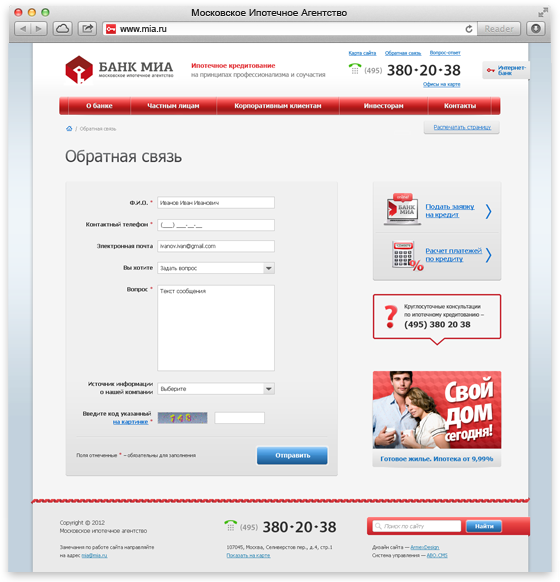 Московское Ипотечное Агентство
www.mia.ru
Reader
Карта сайта Обратная связь Вопрос-ответ
БАНК МИА
МОСКОВСКОЕ ИПОТЕЧНОЕ АГЕНТСТВО
Ипотечное кредитование
на принципах профессионализма и соучастия
(495) 380·20·38
Офисы на карте
Интернет-
банк
О банке Частным лицам Корпоративным клиентам Инвесторам Контакты
/ Обратная связь
Распечатать страницу
Обратная связь
Ф.И.О. * Иванов Иван Иванович
Контактный телефон * (___) ___-__-__
Электронная почта ivanov.ivan@gmail.com
Вы хотите Задать вопрос
Вопрос * Текст сообщения
Источник информации
о нашей компании
Выберите
Введите код указанный
на картинке *
Поля отмеченные * – обязательны для заполнения
Отправить
БАНК
МИА
Подать заявку
на кредит
Расчет платежей
по кредиту
%
?
Круглосуточные консультации
по ипотечному кредитованию –
(495) 380 20 38
Свой
дом
сегодня!
Готовое жилье. Ипотека от 9,99%
Copyright © 2012
Московское ипотечное агентство
Замечания по работе сайта направляйте
на адрес mia@mia.ru
(495) 380·20·38
107045, Москва, Селиверстов пер., д.4, стр.1
Показать на карте
Поиск по сайту
Найти
Дизайн сайта — ArtnenDesign
Система управления — ABO.CMS